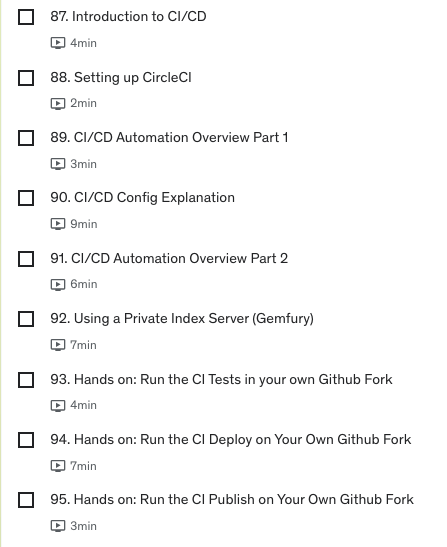 87. Introduction to CI/CD
4min
88. Setting up CircleCI
2min
89. CI/CD Automation Overview Part 1
3min
90. CI/CD Config Explanation
9min
91. CI/CD Automation Overview Part 2
6min
92. Using a Private Index Server (Gemfury)
7min
93. Hands on: Run the CI Tests in your own Github Fork
4min
94. Hands on: Run the CI Deploy on Your Own Github Fork
7min
95. Hands on: Run the CI Publish on Your Own Github Fork
3min